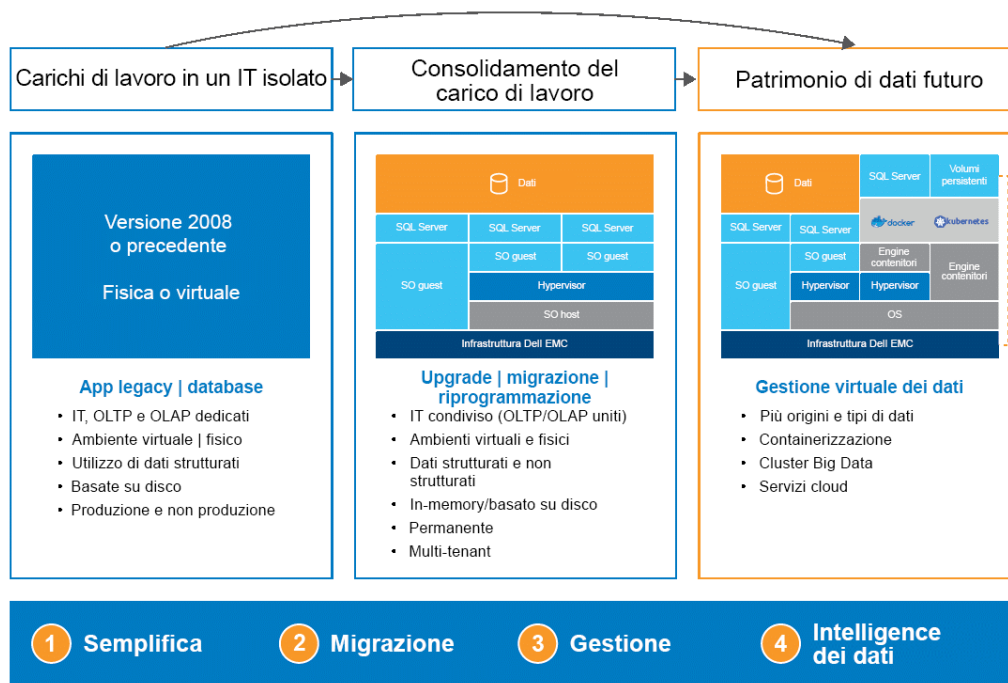 Carichi di lavoro in un IT isolato
Consolidamento del
carico di lavoro
Patrimonio di dati futuro
Versione 2008
o precedente
Fisica o virtuale
App legacy | database
• IT, OLTP e OLAP dedicati
• Ambiente virtuale | fisico
• Utilizzo di dati strutturati
• Basate su disco
• Produzione e non produzione
Dati
SQL Server
SQL Server
SQL Server
SO guest
SO guest
SO guest
Hypervisor
SO host
Infrastruttura Dell EMC
Upgrade | migrazione |
riprogrammazione
• IT condiviso (OLTP/OLAP uniti)
• Ambienti virtuali e fisici
• Dati strutturati e non
strutturati
• In-memory/basato su disco
• Permanente
• Multi-tenant
Dati
SQL Server
Volumi
persistenti
SQL Server
SQL Server
docker
kubernetes
SO guest
SO guest
Engine
contenitori
Engine
contenitori
Hypervisor
Hypervisor
OS
Infrastruttura Dell EMC
Gestione virtuale dei dati
• Più origini e tipi di dati
• Containerizzazione
• Cluster Big Data
• Servizi cloud
1 Semplifica
2 Migrazione
3 Gestione
4 Intelligence
dei dati